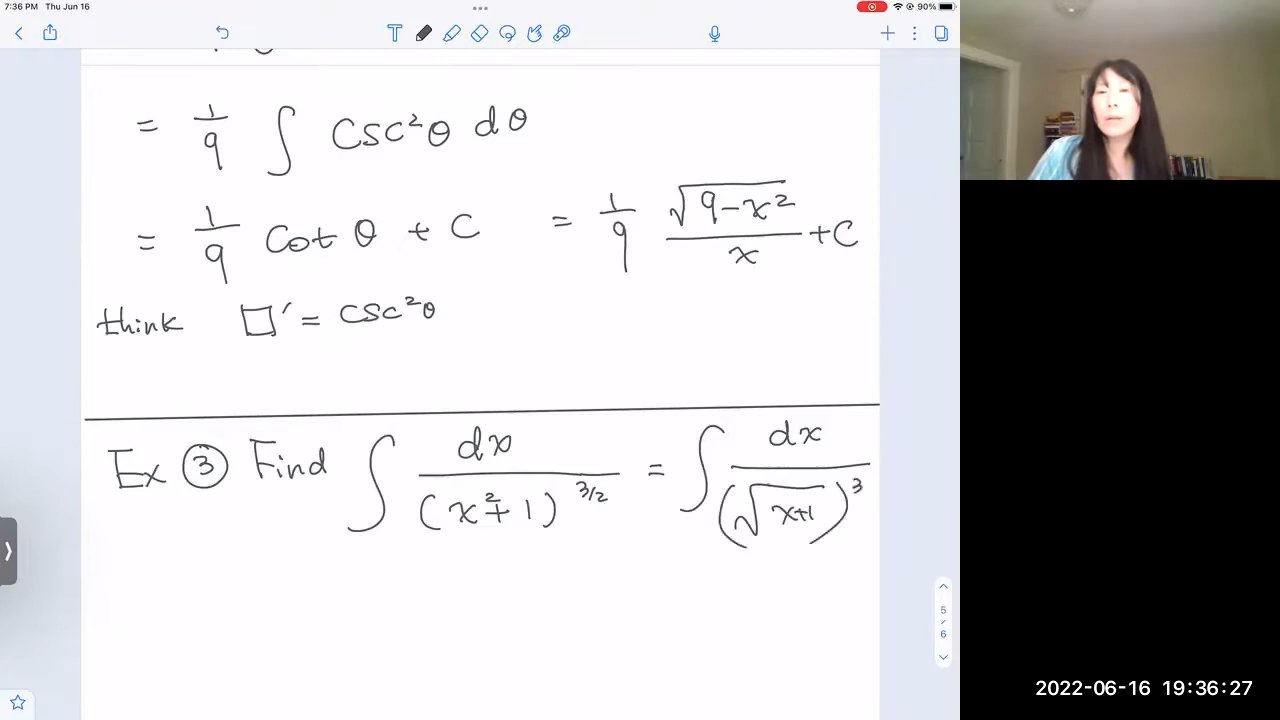 7:36 PM Thu Jun 16
90%
= 1/9 ∫ csc²θ dθ
= 1/9 cot θ + C = 1/9 √(9-x²)/x + C
think □′ = csc²θ
Ex ③ Find ∫ dx/(x²+1)^(3/2) = ∫ dx/(√(x+1))³
5
/
6
2022-06-16 19:36:27